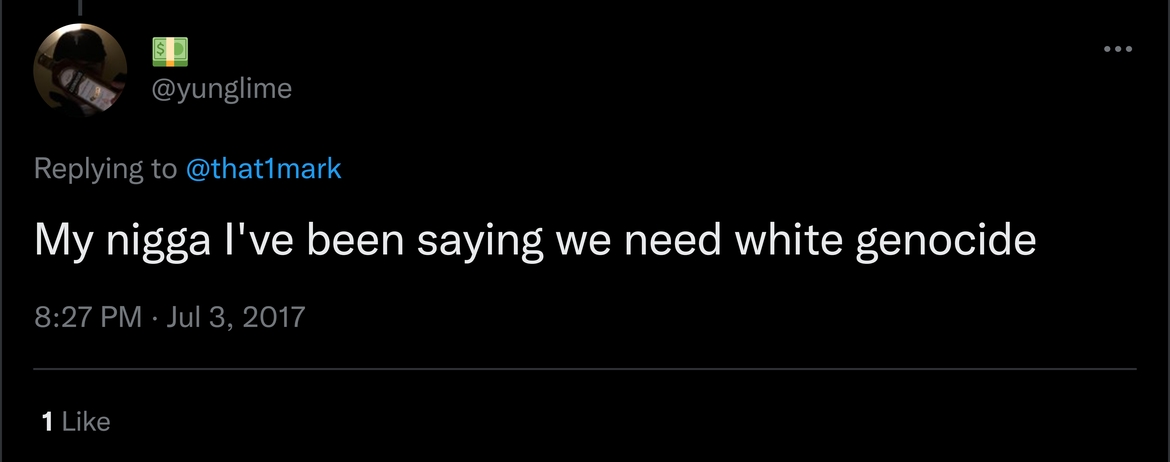 @yunglime
Replying to @that1mark
My nigga I've been saying we need white genocide
8:27 PM · Jul 3, 2017
1 Like